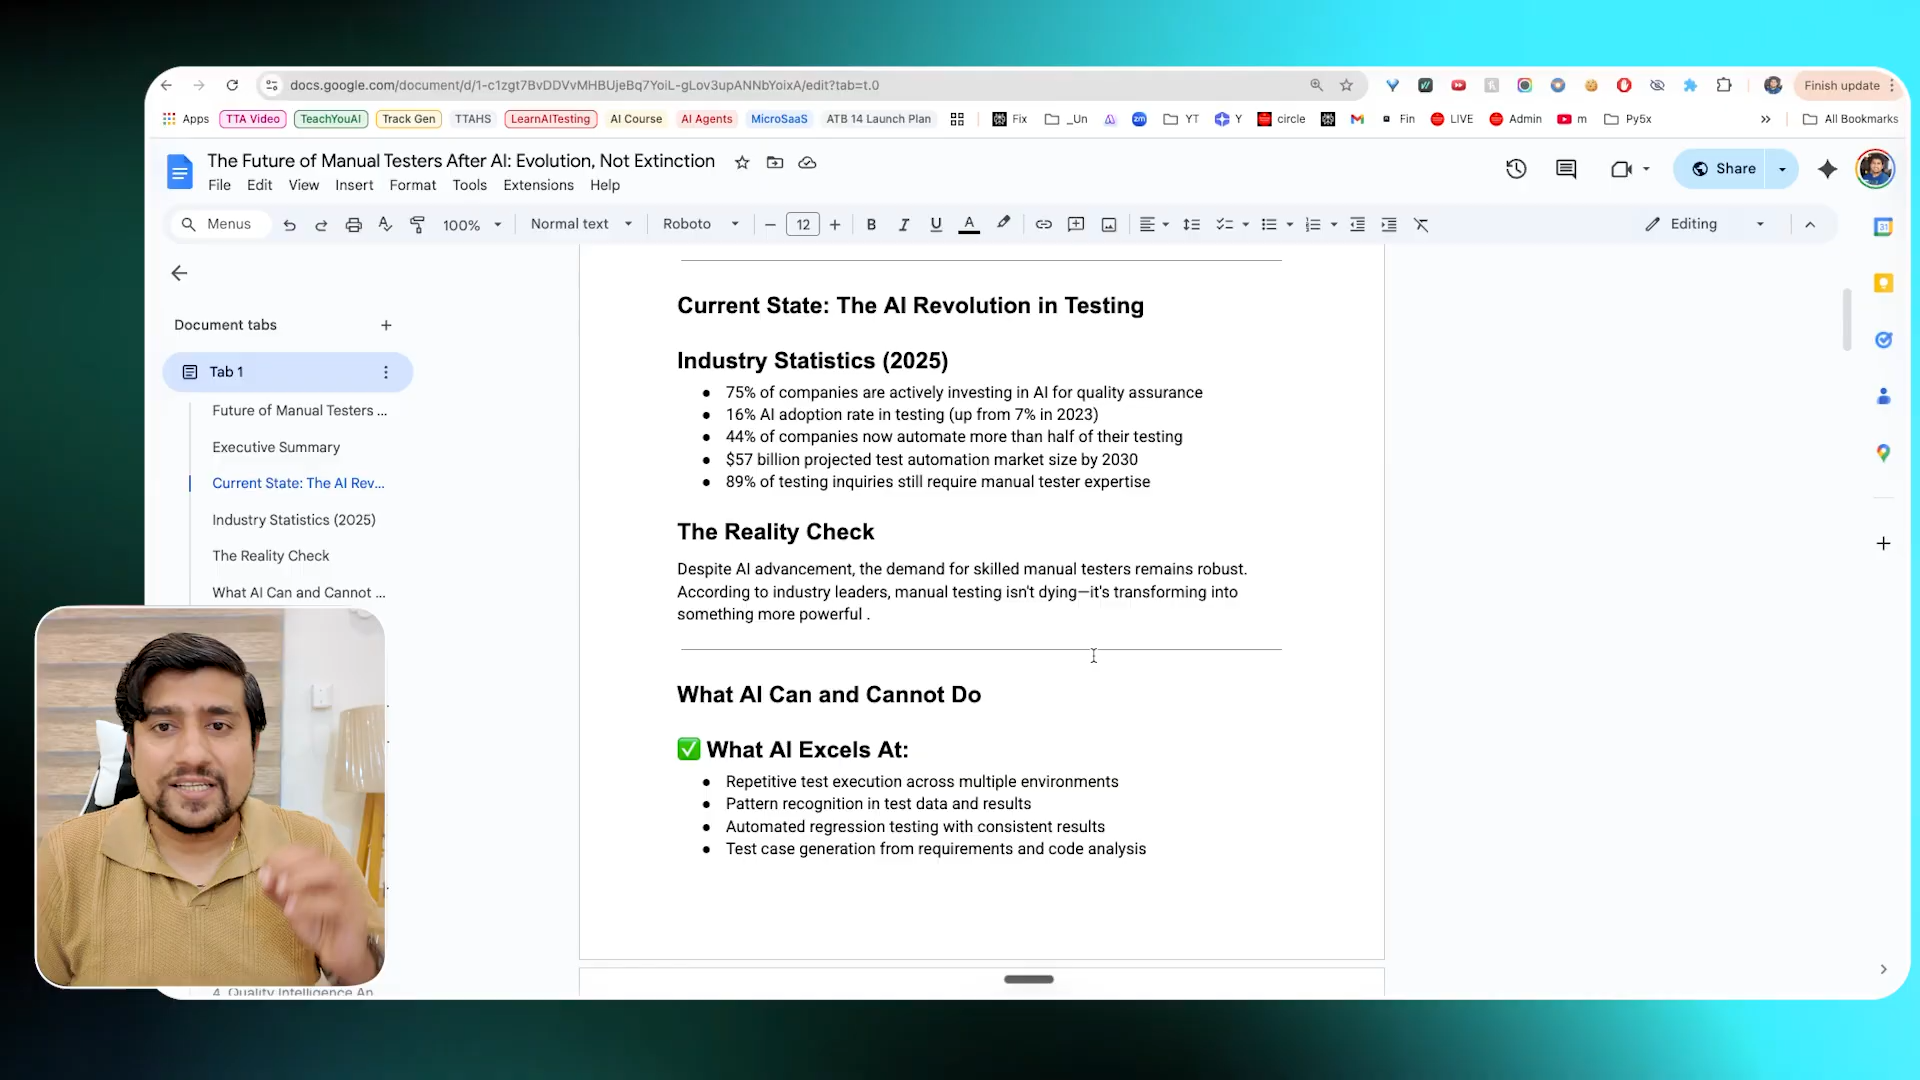 docs.google.com/document/d/1-c1zgt7BvDDVvMHBUjeBq7YoiL-gLov3upANNbYoixA/edit?tab=t.0
Finish update
Apps
TTA Video
TeachYouAI
Track Gen
TTAHS
LearnAITesting
AI Course
AI Agents
MicroSaaS
ATB 14 Launch Plan
Fix
_Un
zm
YT
Y
circle
Fin
LIVE
Admin
m
Py5x
All Bookmarks
The Future of Manual Testers After AI: Evolution, Not Extinction
File Edit View Insert Format Tools Extensions Help
Share
Menus
100%
Normal text
Roboto
12
Editing
31
Document tabs
Tab 1
Future of Manual Testers ...
Executive Summary
Current State: The AI Rev...
Industry Statistics (2025)
The Reality Check
What AI Can and Cannot ...
4. Quality Intelligence An
Current State: The AI Revolution in Testing
Industry Statistics (2025)
● 75% of companies are actively investing in AI for quality assurance
● 16% AI adoption rate in testing (up from 7% in 2023)
● 44% of companies now automate more than half of their testing
● $57 billion projected test automation market size by 2030
● 89% of testing inquiries still require manual tester expertise
The Reality Check
Despite AI advancement, the demand for skilled manual testers remains robust.
According to industry leaders, manual testing isn't dying—it's transforming into
something more powerful .
What AI Can and Cannot Do
✅ What AI Excels At:
● Repetitive test execution across multiple environments
● Pattern recognition in test data and results
● Automated regression testing with consistent results
● Test case generation from requirements and code analysis